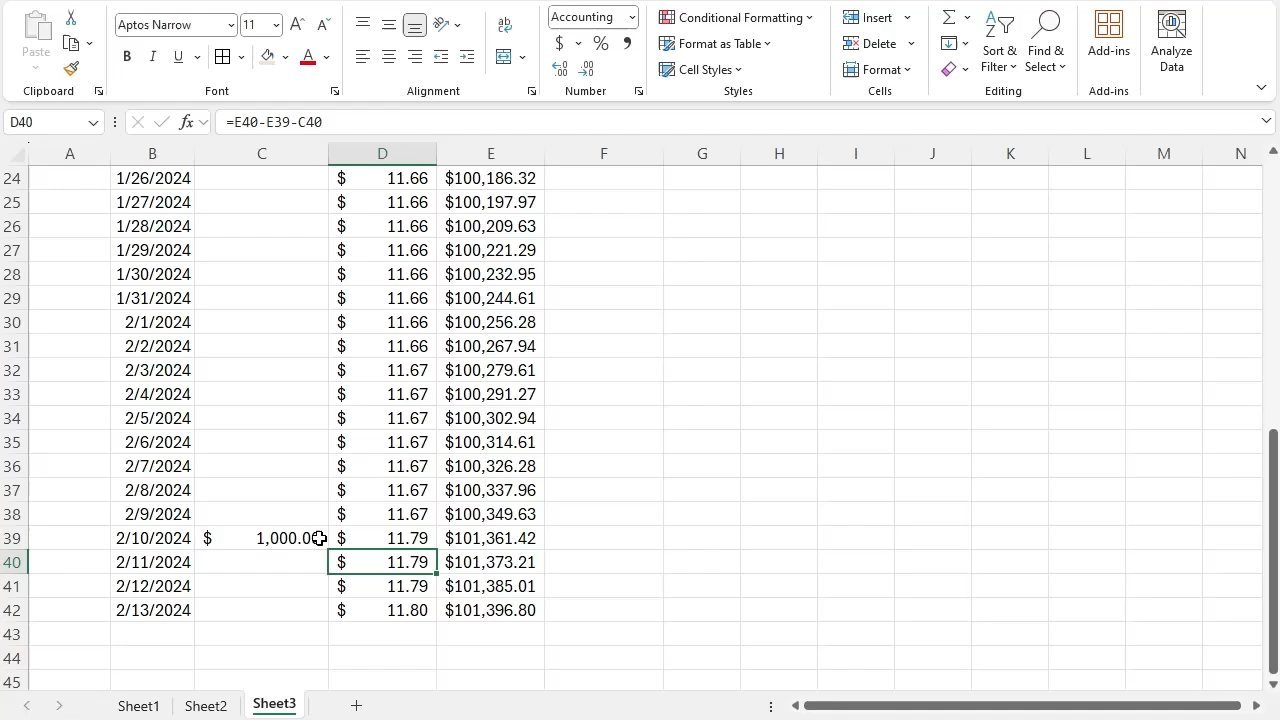 Aptos Narrow 11 Accounting Conditional Formatting Insert
Paste Format as Table Delete Sort & Filter Find & Select Add-ins Analyze Data
B I U A $ % Cell Styles Format
Clipboard Font Alignment Number Styles Cells Editing Add-ins
D40 fx =E40-E39-C40
A B C D E F G H I J K L M N
24 1/26/2024 $ 11.66 $100,186.32
25 1/27/2024 $ 11.66 $100,197.97
26 1/28/2024 $ 11.66 $100,209.63
27 1/29/2024 $ 11.66 $100,221.29
28 1/30/2024 $ 11.66 $100,232.95
29 1/31/2024 $ 11.66 $100,244.61
30 2/1/2024 $ 11.66 $100,256.28
31 2/2/2024 $ 11.66 $100,267.94
32 2/3/2024 $ 11.67 $100,279.61
33 2/4/2024 $ 11.67 $100,291.27
34 2/5/2024 $ 11.67 $100,302.94
35 2/6/2024 $ 11.67 $100,314.61
36 2/7/2024 $ 11.67 $100,326.28
37 2/8/2024 $ 11.67 $100,337.96
38 2/9/2024 $ 11.67 $100,349.63
39 2/10/2024 $ 1,000.0 $ 11.79 $101,361.42
40 2/11/2024 $ 11.79 $101,373.21
41 2/12/2024 $ 11.79 $101,385.01
42 2/13/2024 $ 11.80 $101,396.80
43
44
45
Sheet1 Sheet2 Sheet3